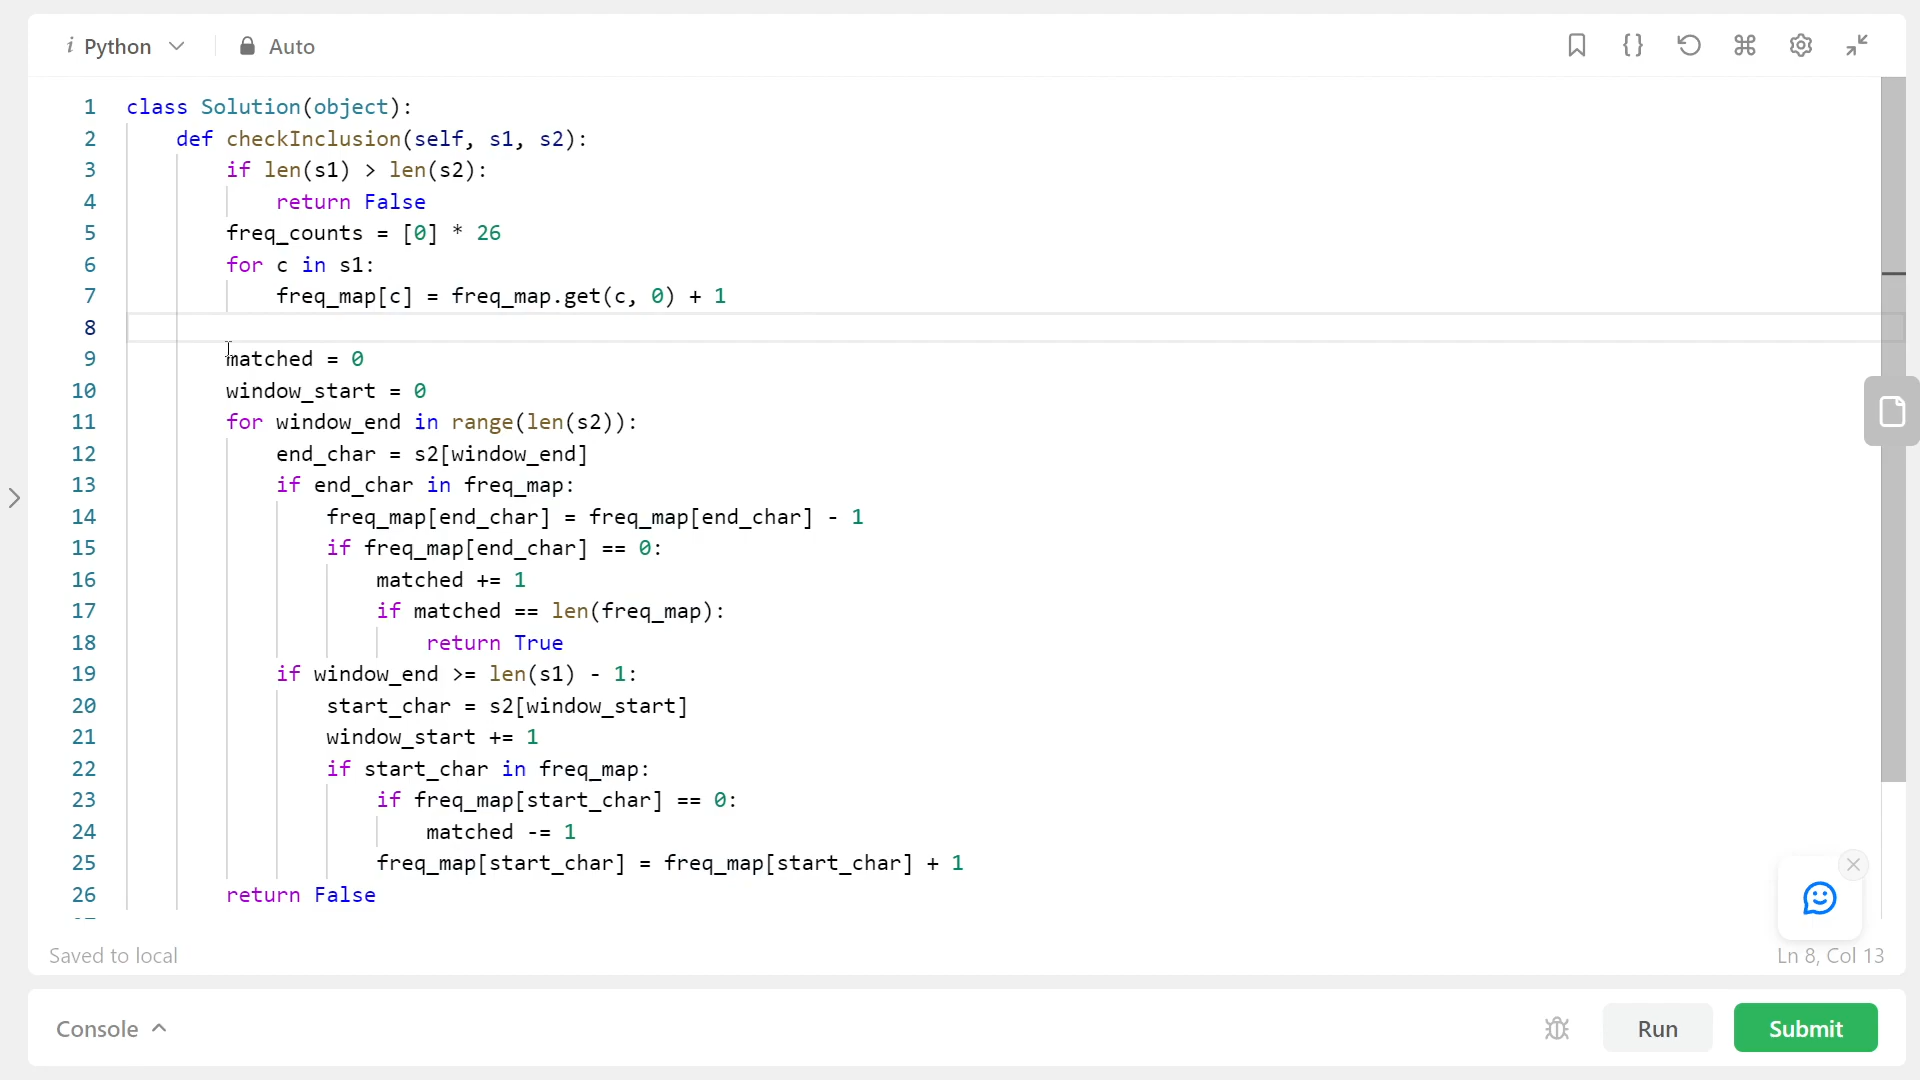 i Python Auto
1 class Solution(object):
2 def checkInclusion(self, s1, s2):
3 if len(s1) > len(s2):
4 return False
5 freq_counts = [0] * 26
6 for c in s1:
7 freq_map[c] = freq_map.get(c, 0) + 1
8
9 matched = 0
10 window_start = 0
11 for window_end in range(len(s2)):
12 end_char = s2[window_end]
13 if end_char in freq_map:
14 freq_map[end_char] = freq_map[end_char] - 1
15 if freq_map[end_char] == 0:
16 matched += 1
17 if matched == len(freq_map):
18 return True
19 if window_end >= len(s1) - 1:
20 start_char = s2[window_start]
21 window_start += 1
22 if start_char in freq_map:
23 if freq_map[start_char] == 0:
24 matched -= 1
25 freq_map[start_char] = freq_map[start_char] + 1
26 return False
Saved to local Ln 8, Col 13
Console Run Submit